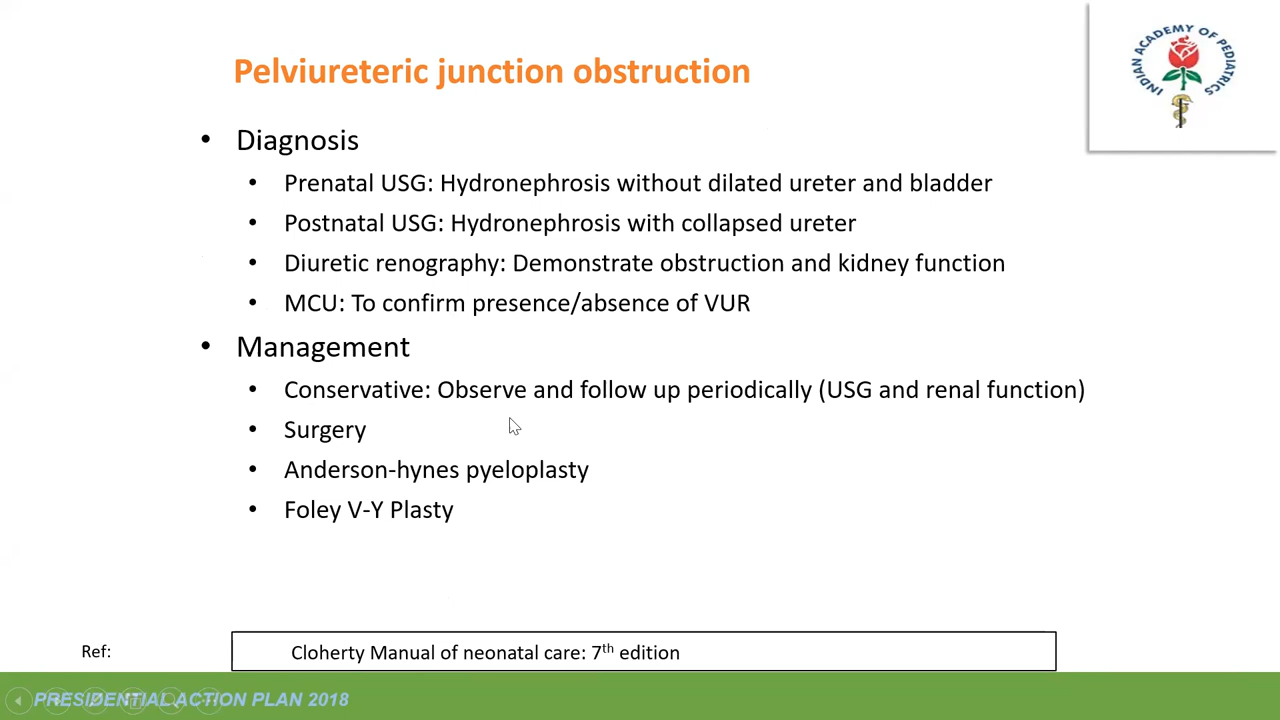 INDIAN ACADEMY OF PEDIATRICS
Pelviureteric junction obstruction
• Diagnosis
• Prenatal USG: Hydronephrosis without dilated ureter and bladder
• Postnatal USG: Hydronephrosis with collapsed ureter
• Diuretic renography: Demonstrate obstruction and kidney function
• MCU: To confirm presence/absence of VUR
• Management
• Conservative: Observe and follow up periodically (USG and renal function)
• Surgery
• Anderson-hynes pyeloplasty
• Foley V-Y Plasty
Ref: Cloherty Manual of neonatal care: 7th edition
PRESIDENTIAL ACTION PLAN 2018